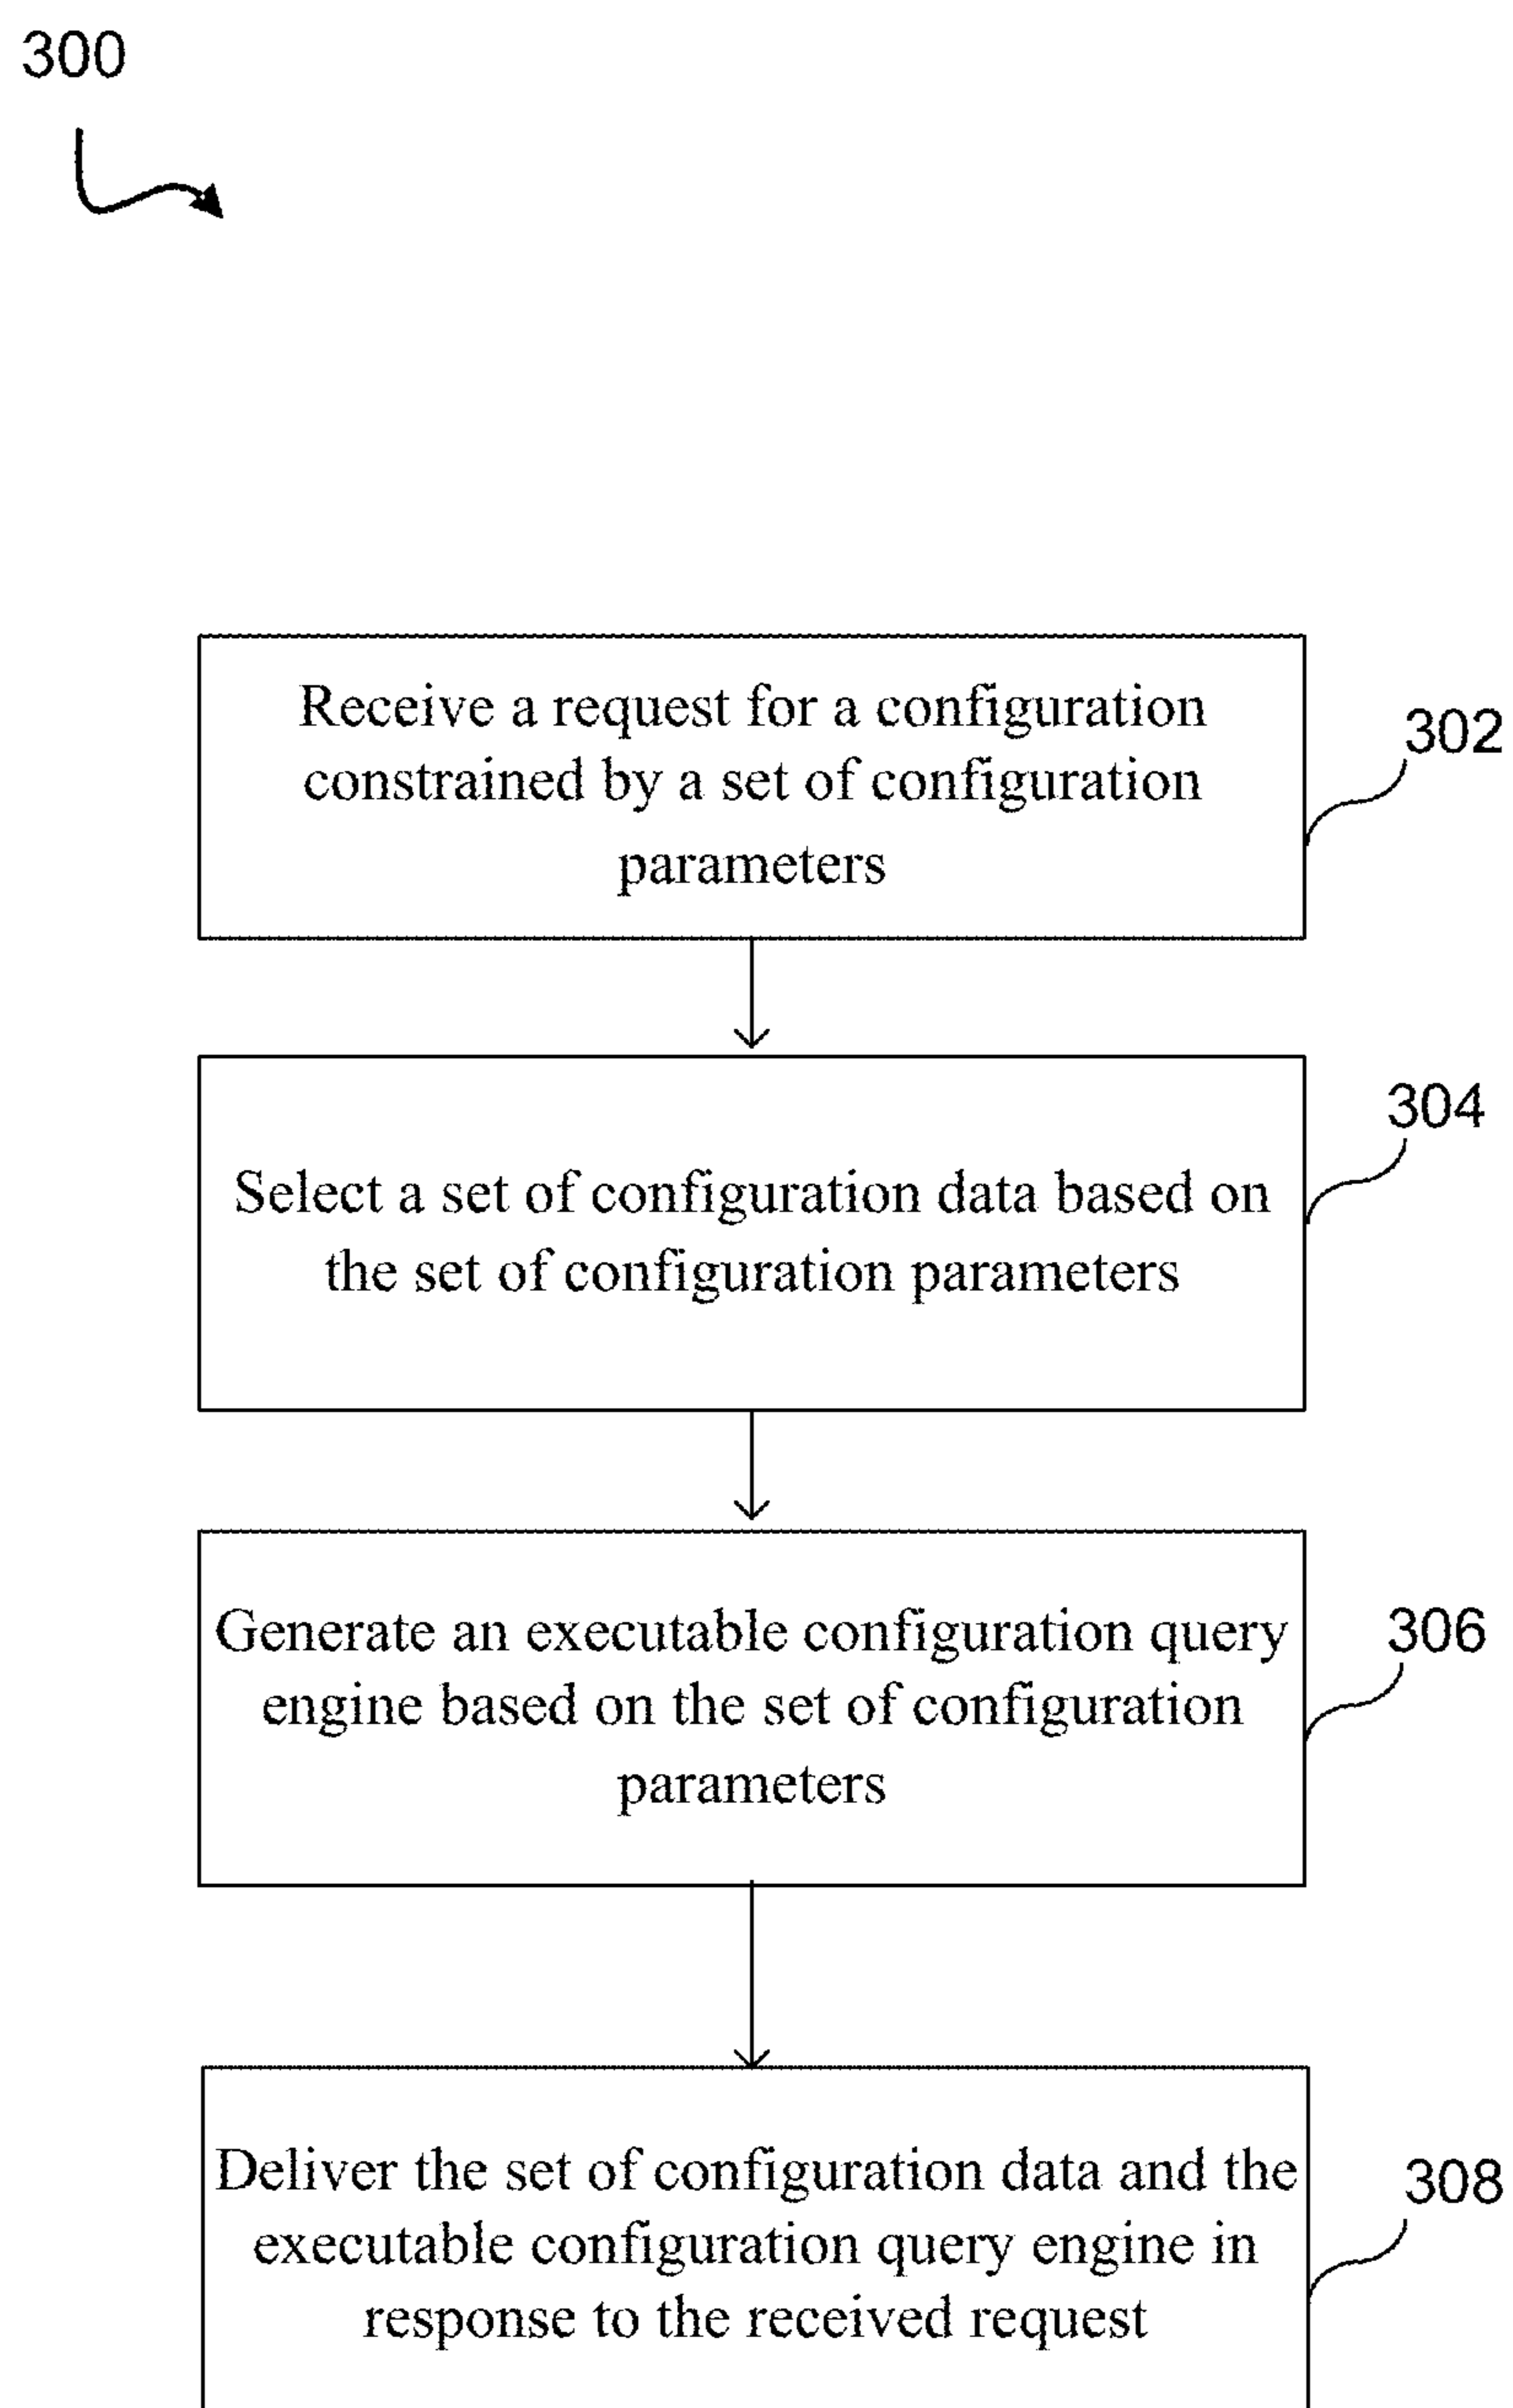 300
Receive a request for a configuration
constrained by a set of configuration
parameters
302
Select a set of configuration data based on
the set of configuration parameters
304
Generate an executable configuration query
engine based on the set of configuration
parameters
306
Deliver the set of configuration data and the
executable configuration query engine in
response to the received request
308